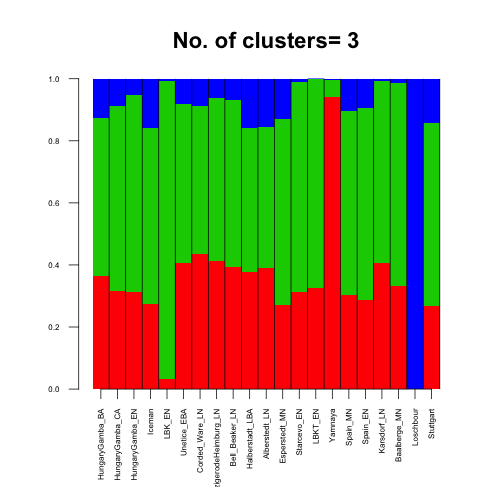 No. of clusters= 3
1.0
0.8
0.6
0.4
0.2
0.0
HungaryGamba_BA
HungaryGamba_CA
HungaryGamba_EN
Iceman
LBK_EN
Unetice_EBA
Corded_Ware_LN
Bell_Beaker_LN
Halberstadt_LBA
Alberstedt_LN
Esperstedt_MN
Starcevo_EN
LBKT_EN
Yamnaya
Spain_MN
Spain_EN
Karsdorf_LN
Baalberge_MN
Loschbour
Stuttgart